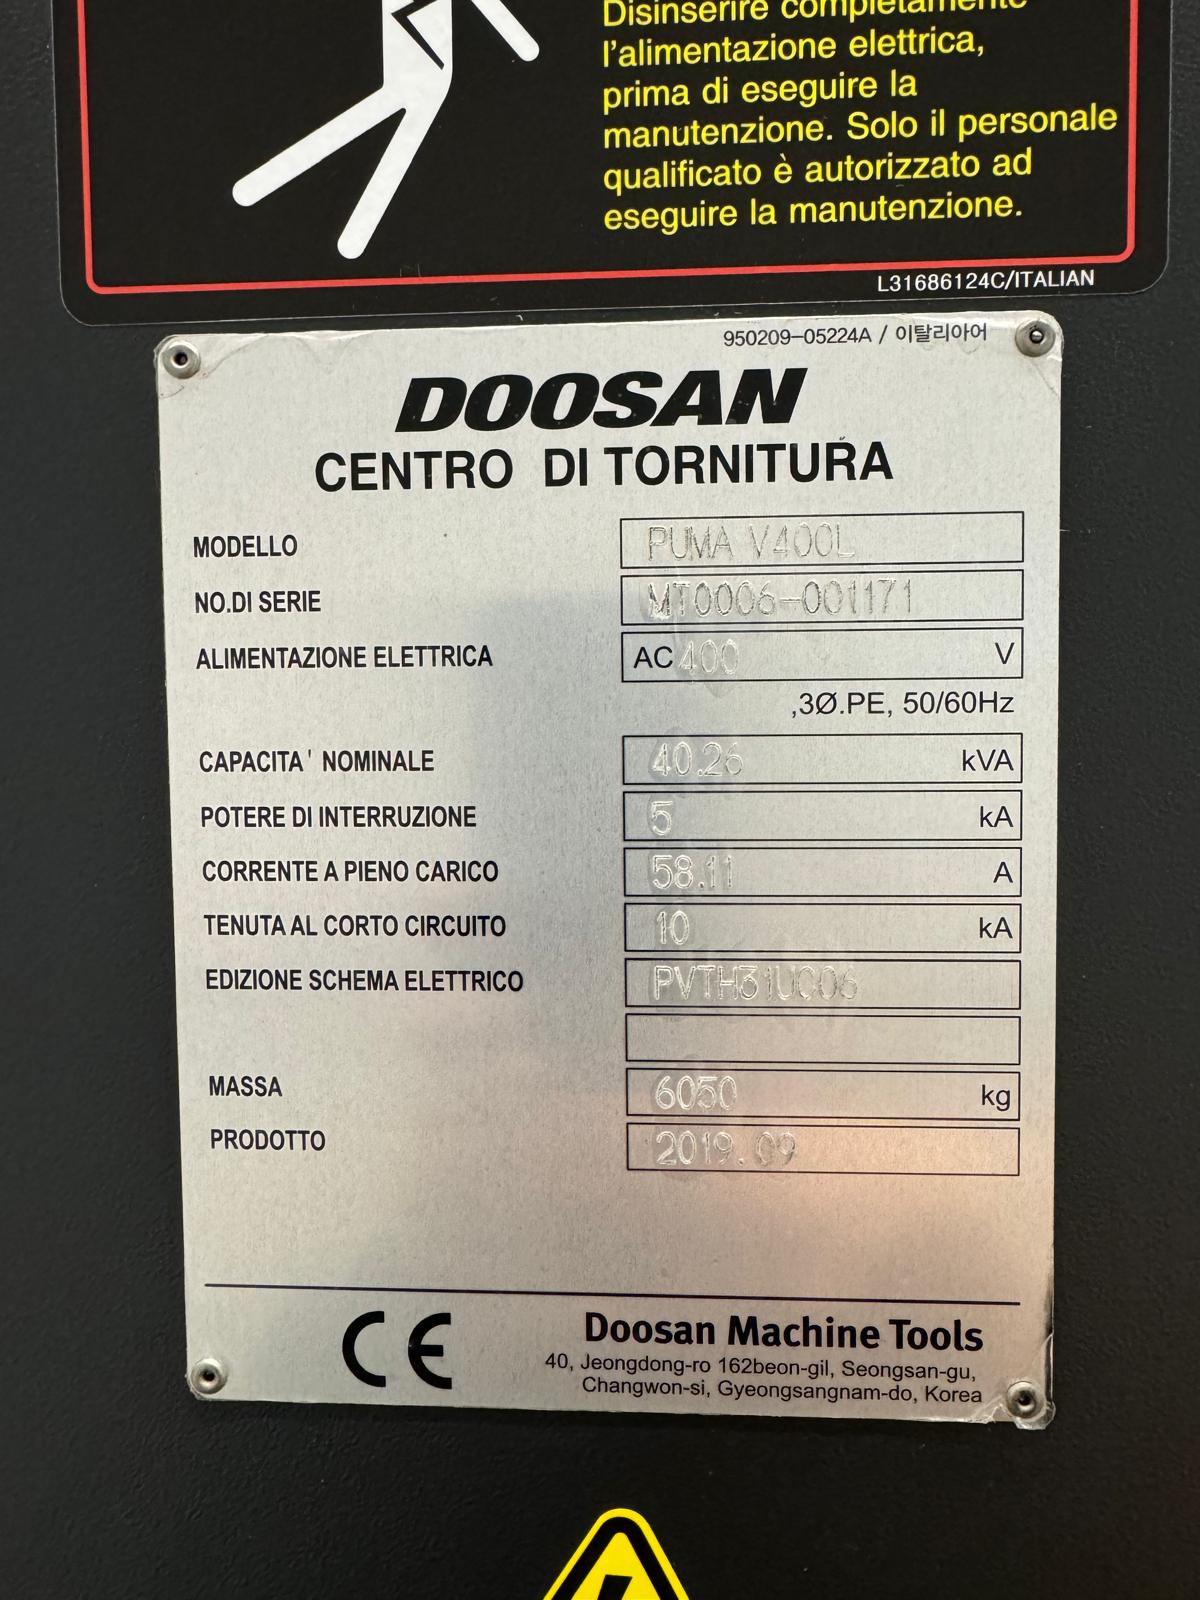 Disinserire completamente
l'alimentazione elettrica,
prima di eseguire la
manutenzione. Solo il personale
qualificato è autorizzato ad
eseguire la manutenzione.
L31686124C/ITALIAN
950209-05224A / 이탈리아어
DOOSAN
CENTRO DI TORNITURA
MODELLO PUMA V400L
NO.DI SERIE MT0006-001171
ALIMENTAZIONE ELETTRICA AC 400 V
,3Ø.PE, 50/60Hz
CAPACITA' NOMINALE 40.26 kVA
POTERE DI INTERRUZIONE 5 kA
CORRENTE A PIENO CARICO 58.11 A
TENUTA AL CORTO CIRCUITO 10 kA
EDIZIONE SCHEMA ELETTRICO PVTH31UC06
MASSA 6050 kg
PRODOTTO 2019.09
CE
Doosan Machine Tools
40, Jeongdong-ro 162beon-gil, Seongsan-gu,
Changwon-si, Gyeongsangnam-do, Korea